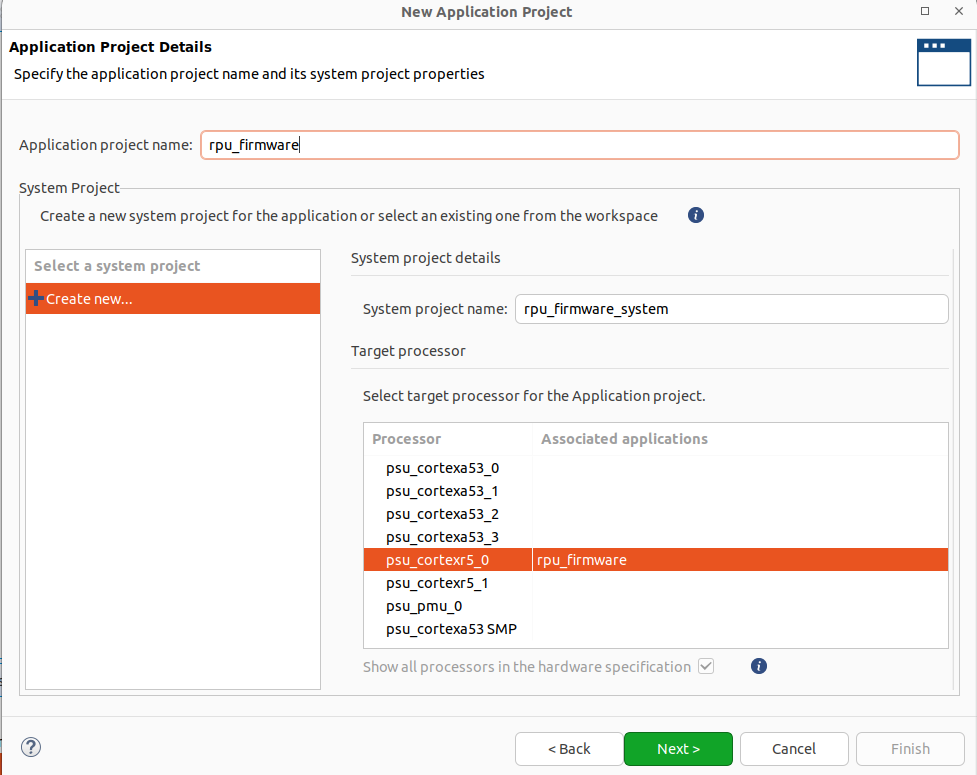 New Application Project
Application Project Details
Specify the application project name and its system project properties
Application project name: rpu_firmware
System Project
Create a new system project for the application or select an existing one from the workspace
Select a system project
Create new...
System project details
System project name: rpu_firmware_system
Target processor
Select target processor for the Application project.
Processor Associated applications
psu_cortexa53_0
psu_cortexa53_1
psu_cortexa53_2
psu_cortexa53_3
psu_cortexr5_0 rpu_firmware
psu_cortexr5_1
psu_pmu_0
psu_cortexa53 SMP
Show all processors in the hardware specification
< Back Next > Cancel Finish